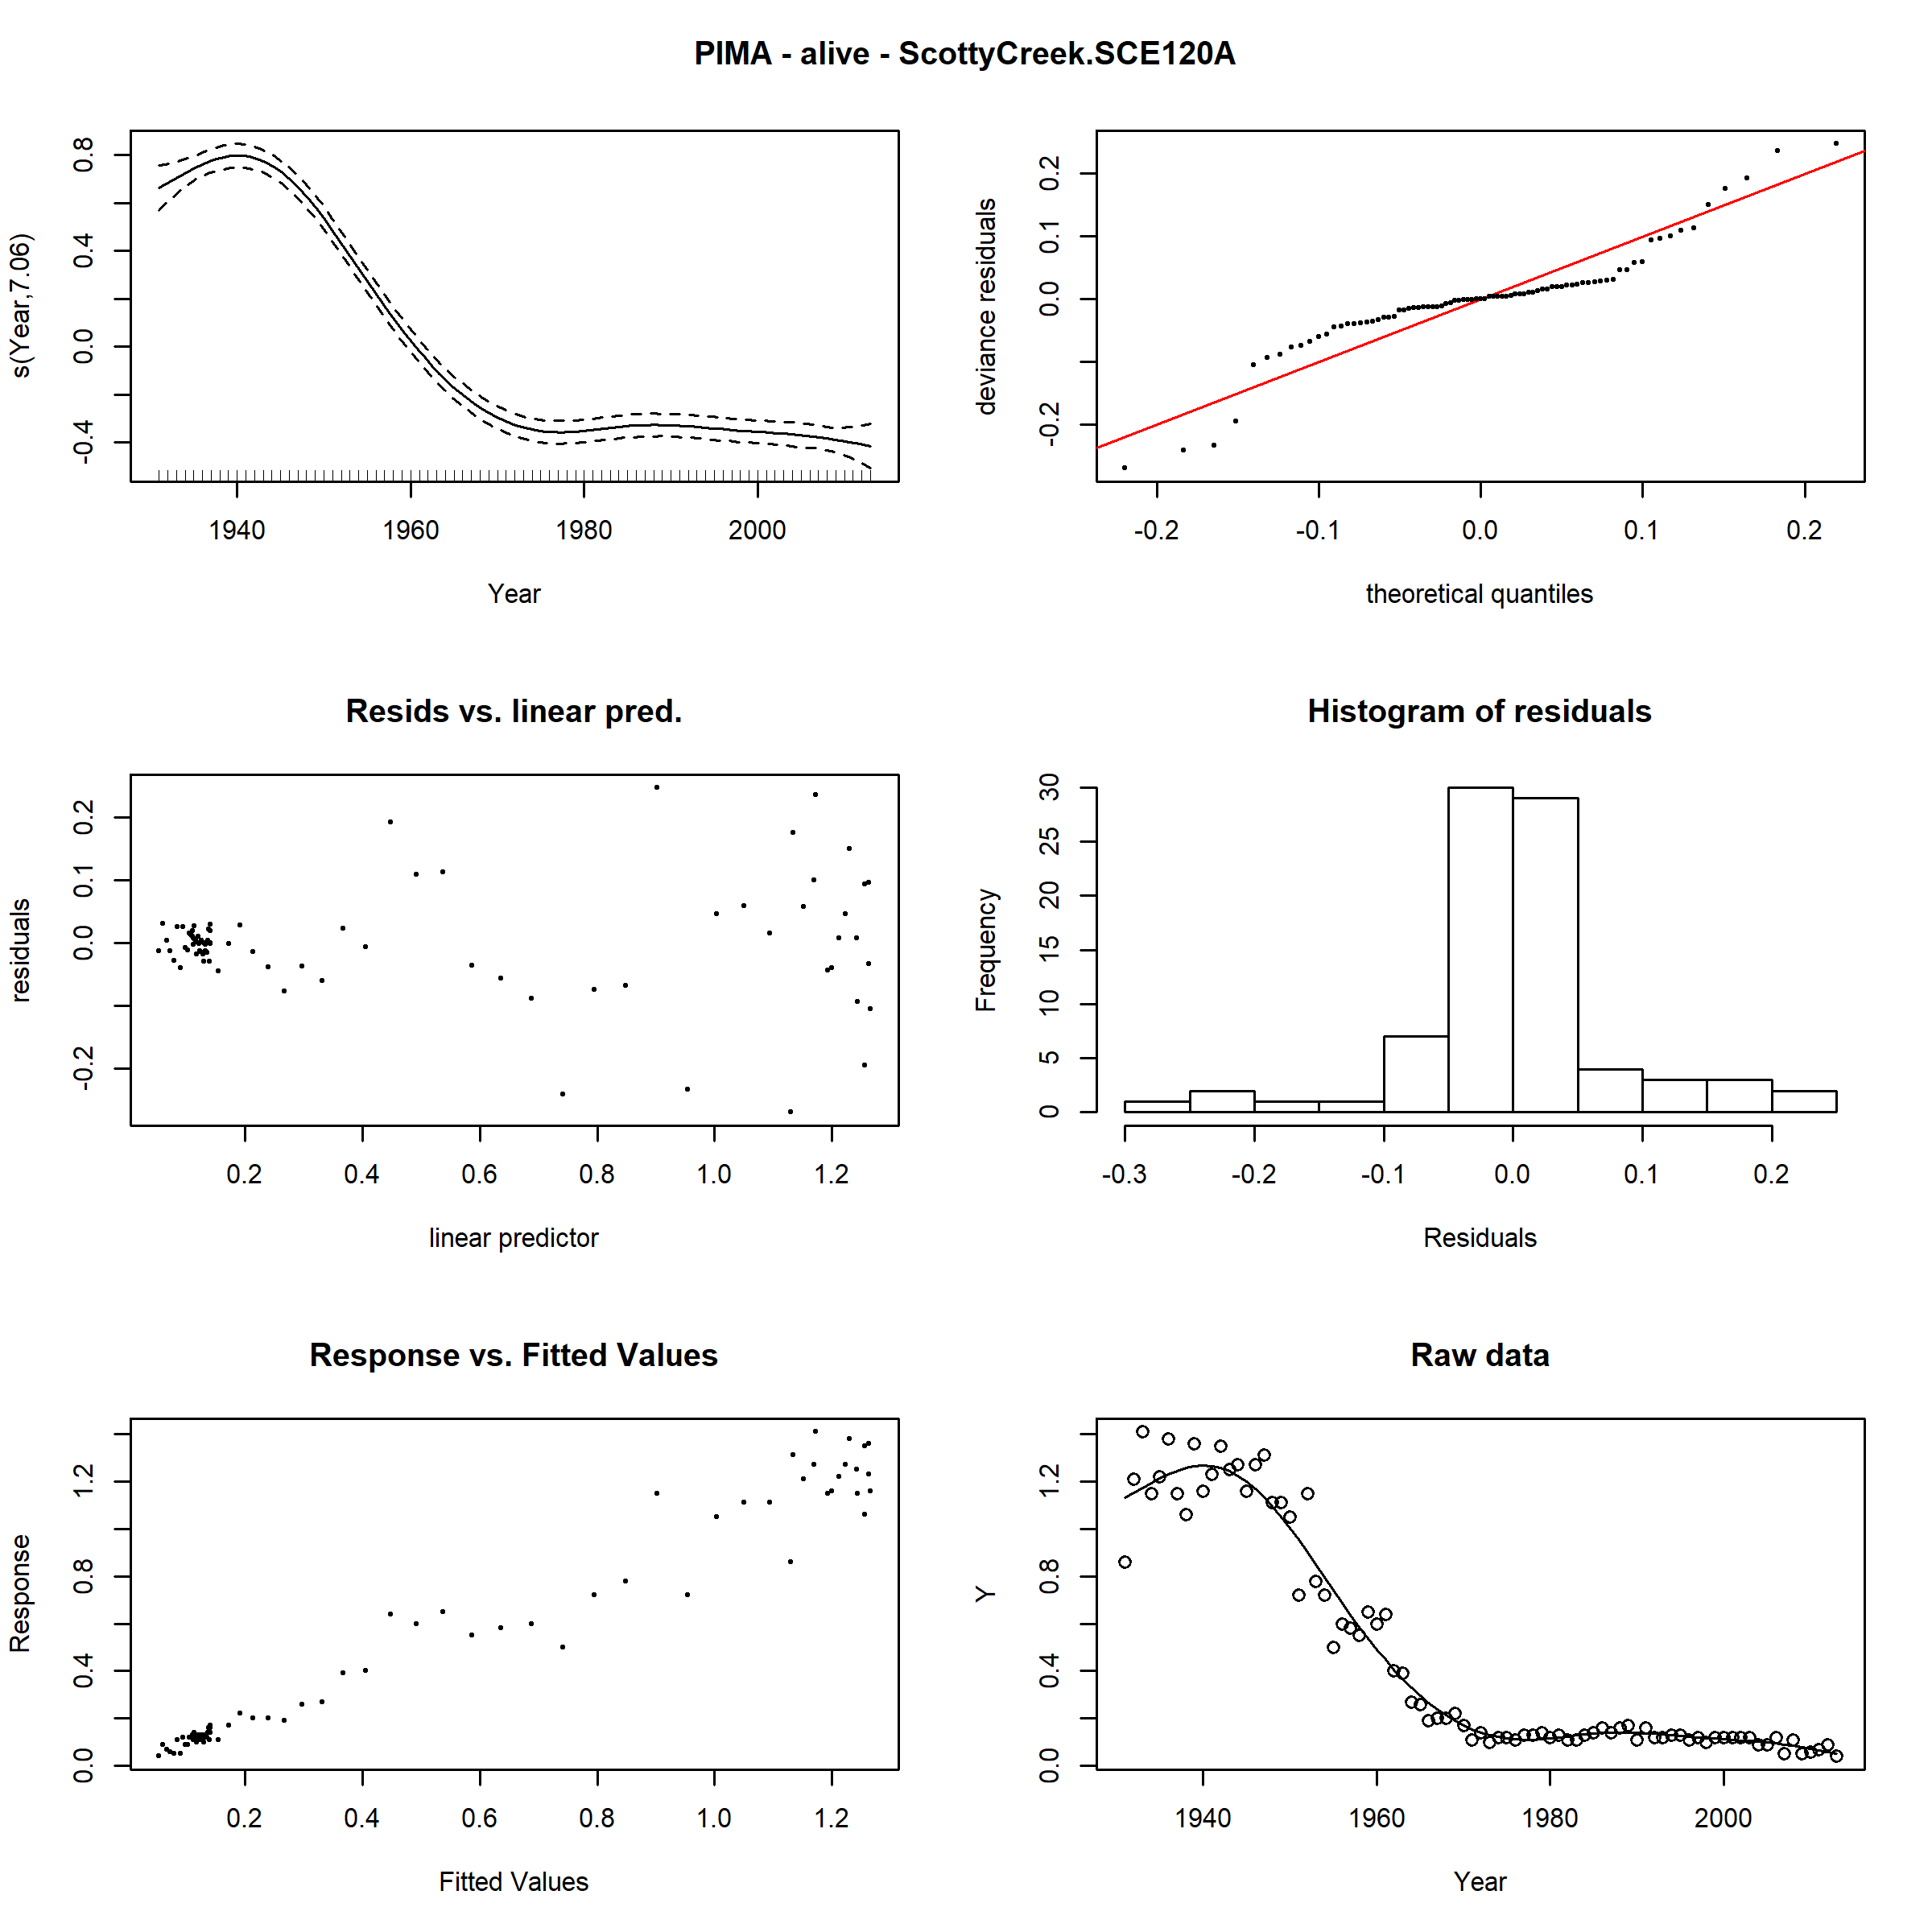 PIMA - alive - ScottyCreek.SCE120A
s(Year,7.06)
0.8
0.4
0.0
-0.4
1940 1960 1980 2000
Year
deviance residuals
0.2
0.1
0.0
-0.2
-0.2 -0.1 0.0 0.1 0.2
theoretical quantiles
Resids vs. linear pred.
residuals
0.2
0.1
0.0
-0.2
0.2 0.4 0.6 0.8 1.0 1.2
linear predictor
Histogram of residuals
Frequency
30
25
20
15
10
5
0
-0.3 -0.2 -0.1 0.0 0.1 0.2
Residuals
Response vs. Fitted Values
Response
1.2
0.8
0.4
0.0
0.2 0.4 0.6 0.8 1.0 1.2
Fitted Values
Raw data
Y
1.2
0.8
0.4
0.0
1940 1960 1980 2000
Year